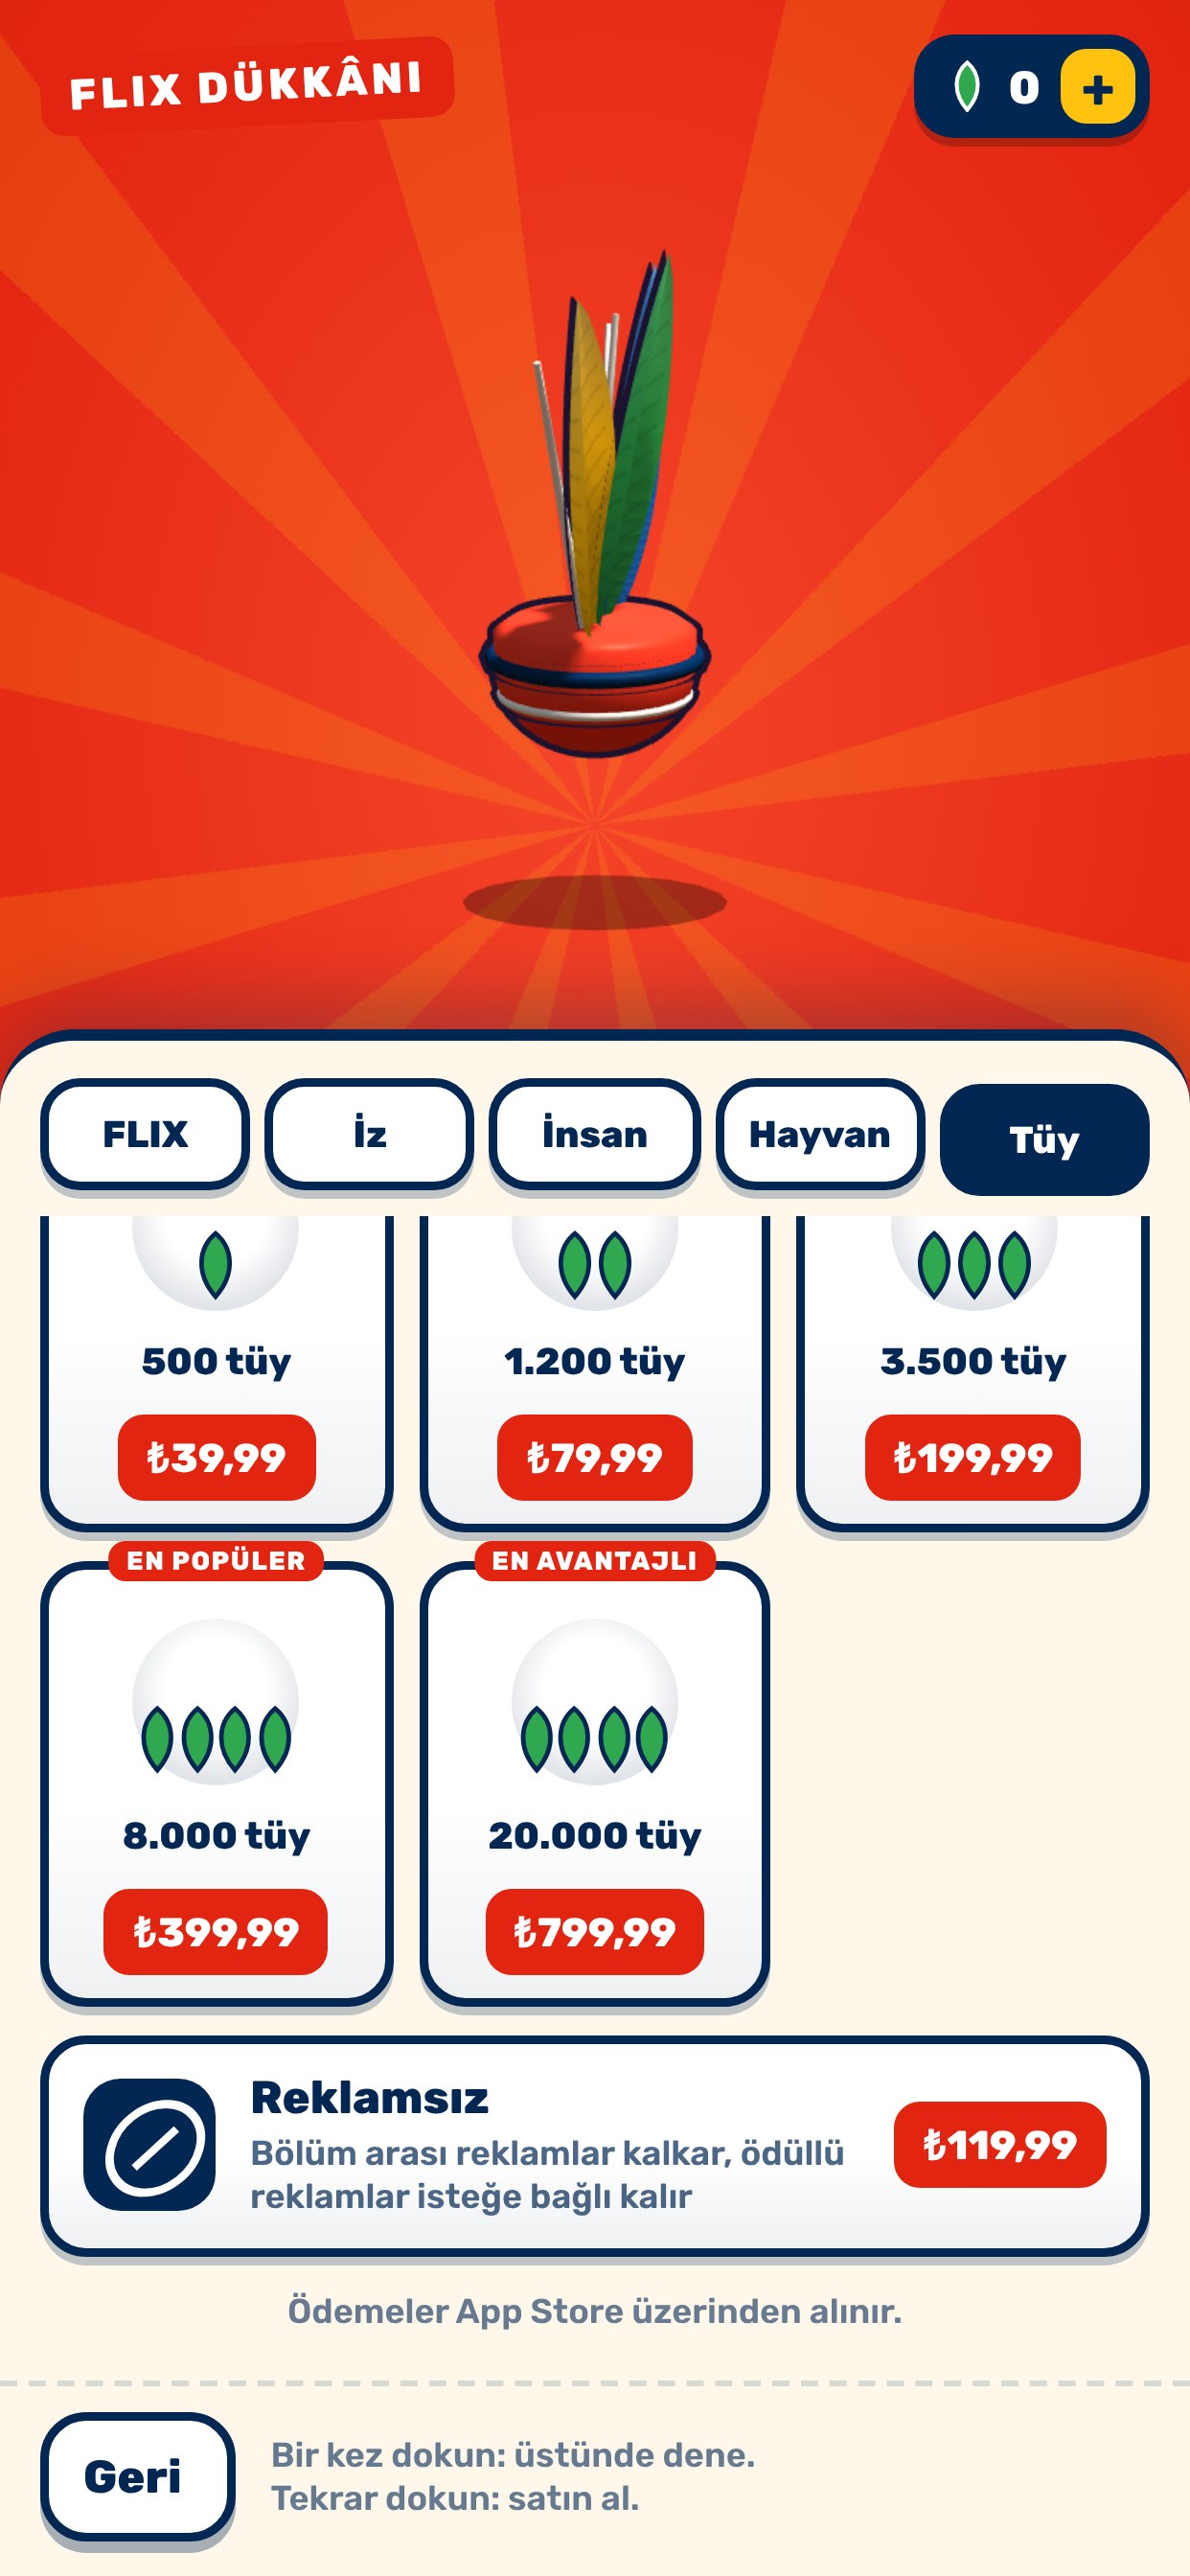 FLIX DÜKKÂNI
0 +
FLIX
İz
İnsan
Hayvan
Tüy
500 tüy
1.200 tüy
3.500 tüy
₺39,99
₺79,99
₺199,99
EN POPÜLER
EN AVANTAJLI
8.000 tüy
20.000 tüy
₺399,99
₺799,99
Reklamsız
Bölüm arası reklamlar kalkar, ödüllü
reklamlar isteğe bağlı kalır
₺119,99
Ödemeler App Store üzerinden alınır.
Geri
Bir kez dokun: üstünde dene.
Tekrar dokun: satın al.